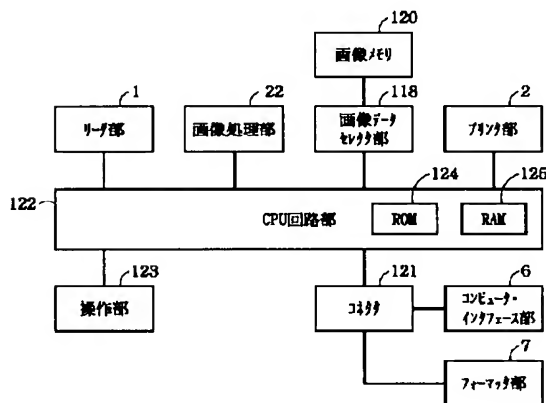 120
画像メモリ
1
22
118
2
リーダ部
画像処理部
画像データ
セレクタ部
プリンタ部
122
124
125
CPU回路部
ROM
RAM
123
121
6
操作部
コネクタ
コンピュータ・
インタフェース部
7
フォーマッタ部